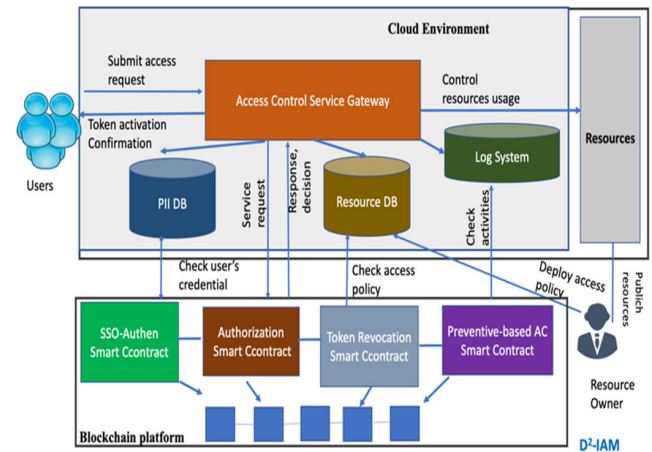 Cloud Environment
Submit access
request
Access Control Service Gateway
Control
resources usage
Token activation
Confirmation
Users
Resources
Log System
PII DB
Resource DB
Service
request
Response,
decision
Check
activities
Check user's
credential
Check access
policy
Deploy access
policy
Publish
resources
SSO-Authen
Smart Ccontract
Authorization
Smart Ccontract
Token Revocation
Smart Ccontract
Preventive-based AC
Smart Contract
Resource
Owner
Blockchain platform
D²-IAM